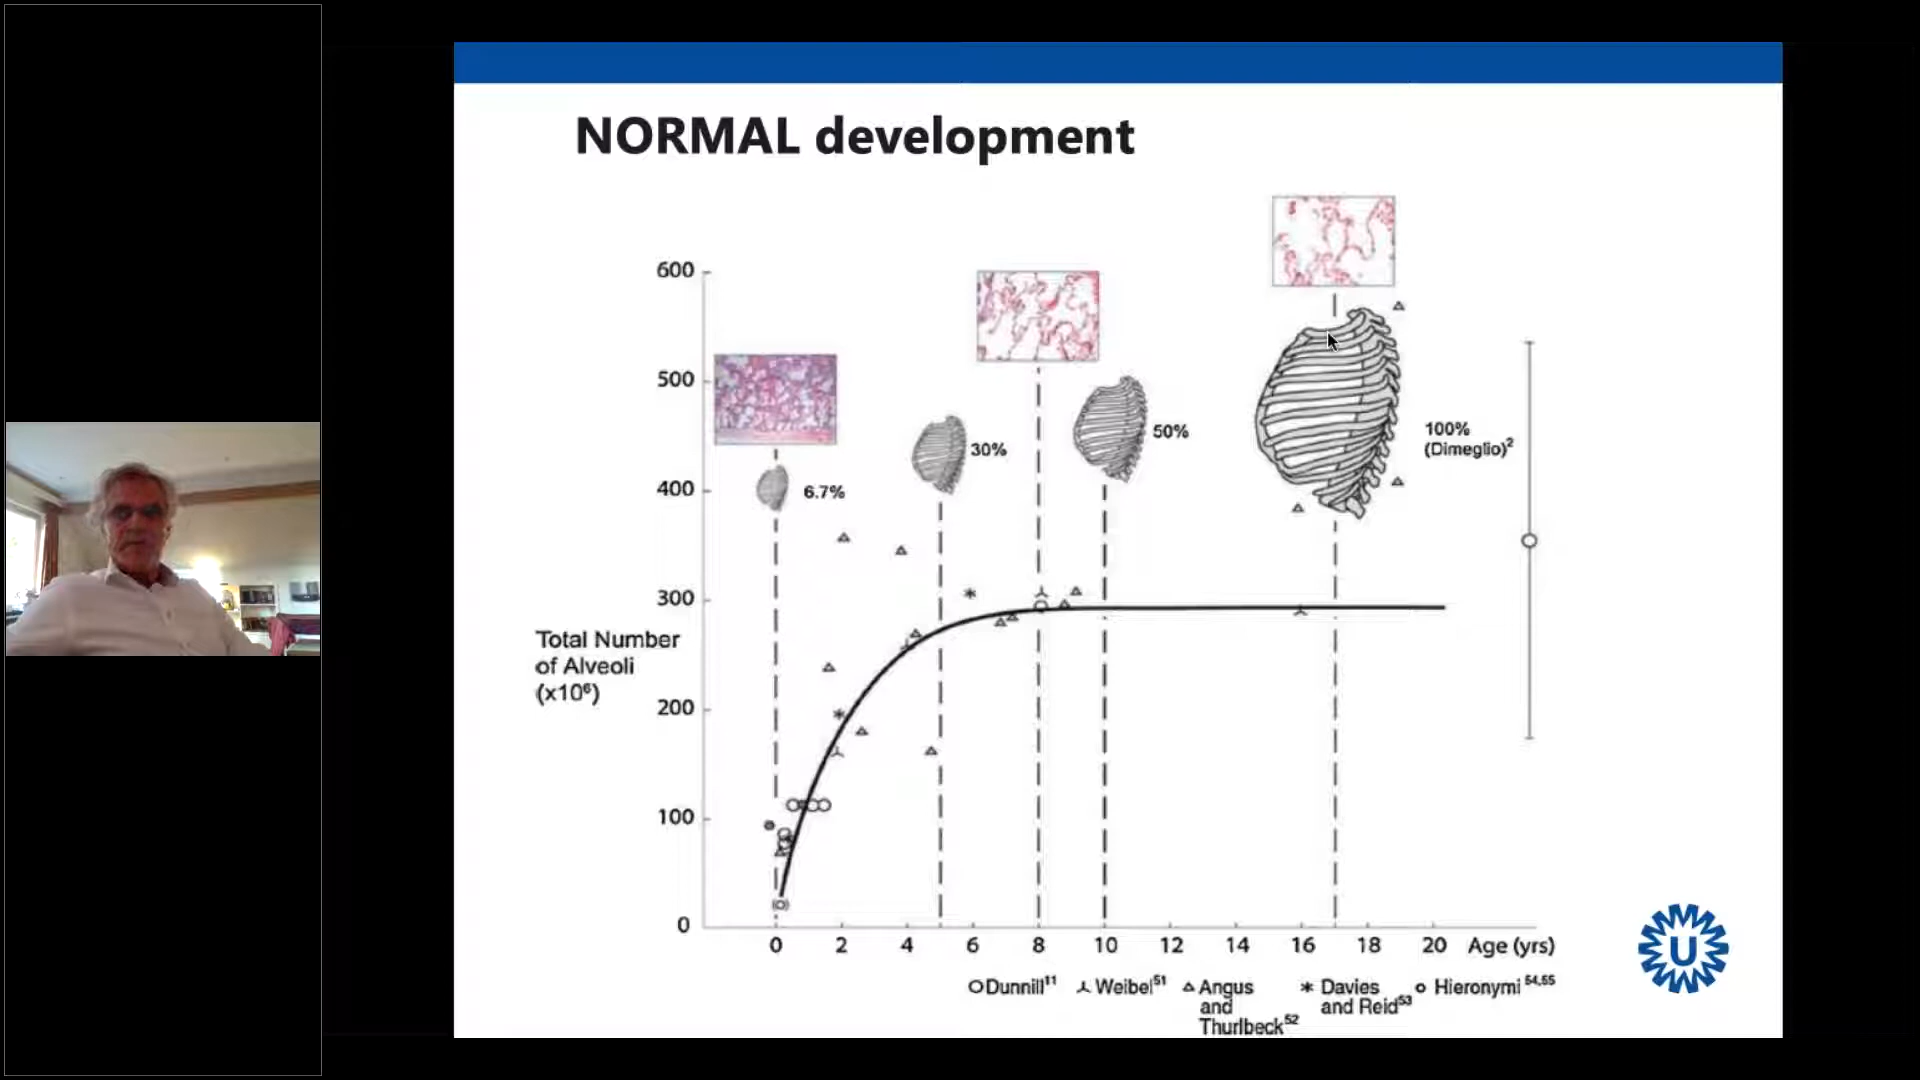 NORMAL development
600
500
400
300
200
100
0
Total Number
of Alveoli
(x10⁶)
6.7%
30%
50%
100%
(Dimeglio)²
0 2 4 6 8 10 12 14 16 18 20 Age (yrs)
Dunnill¹¹ Weibel⁵¹ Angus and Thurlbeck⁵² Davies and Reid⁵³ Hieronymi ⁵⁴,⁵⁵
U